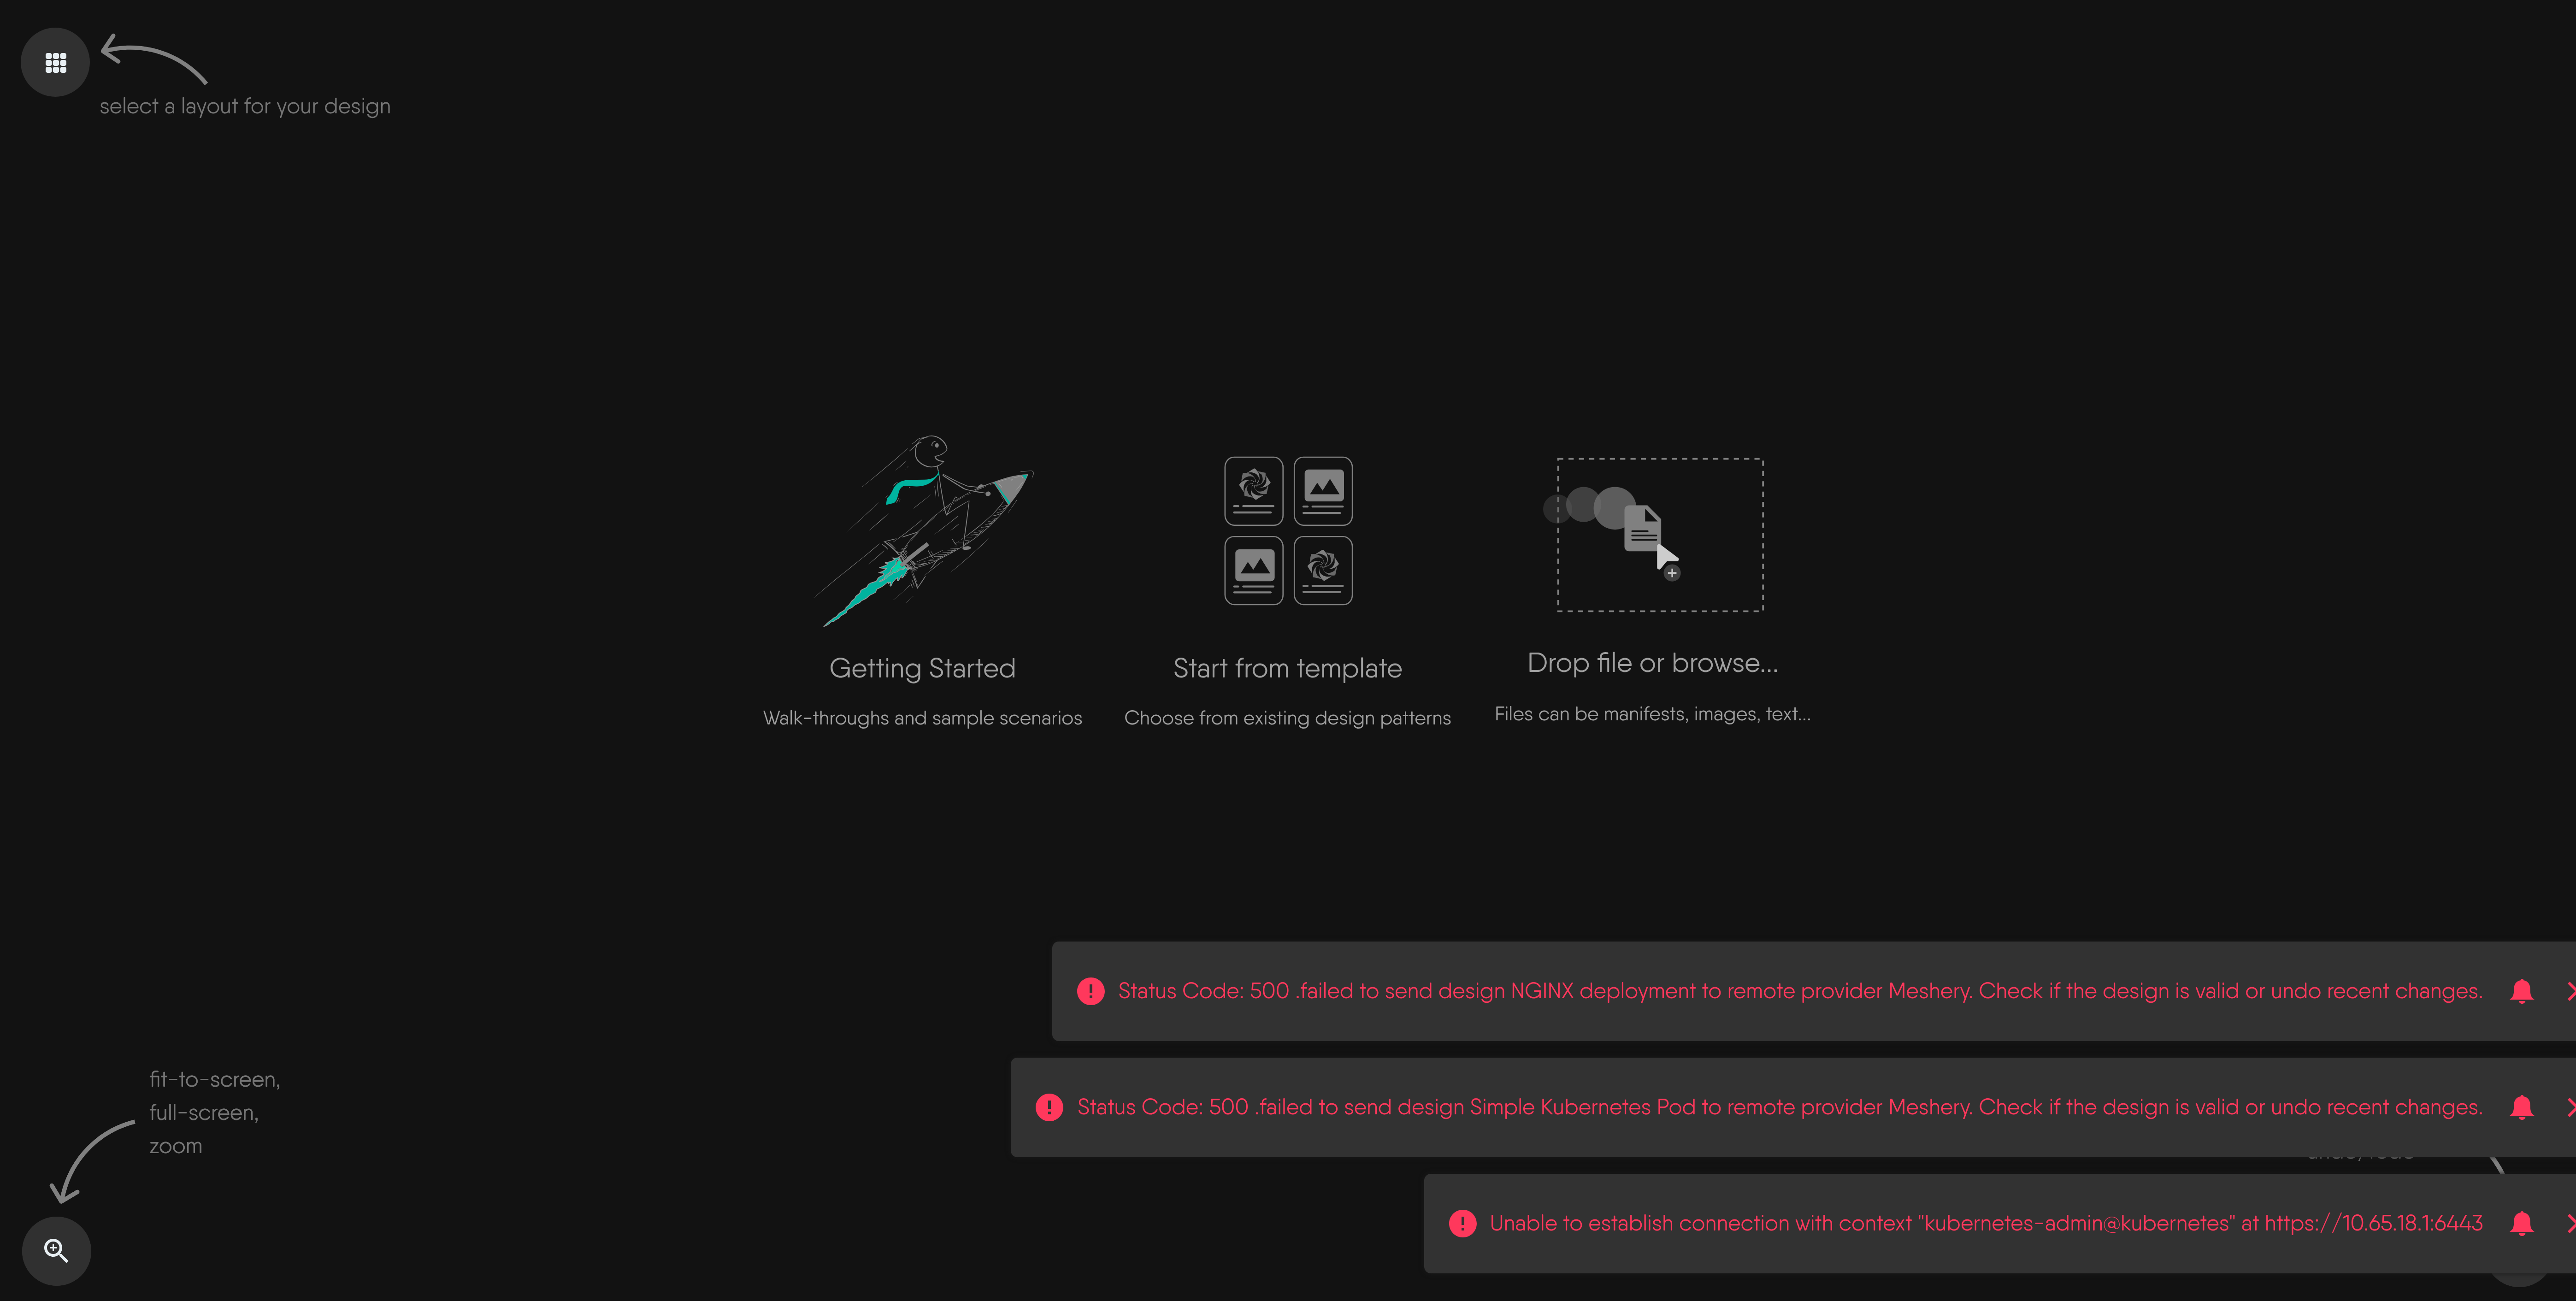 select a layout for your design
Getting Started
Walk-throughs and sample scenarios
Start from template
Choose from existing design patterns
Drop file or browse...
Files can be manifests, images, text...
Status Code: 500 .failed to send design NGINX deployment to remote provider Meshery. Check if the design is valid or undo recent changes.
fit-to-screen,
full-screen,
zoom
Status Code: 500 .failed to send design Simple Kubernetes Pod to remote provider Meshery. Check if the design is valid or undo recent changes.
Unable to establish connection with context "kubernetes-admin@kubernetes" at https://10.65.18.1:6443